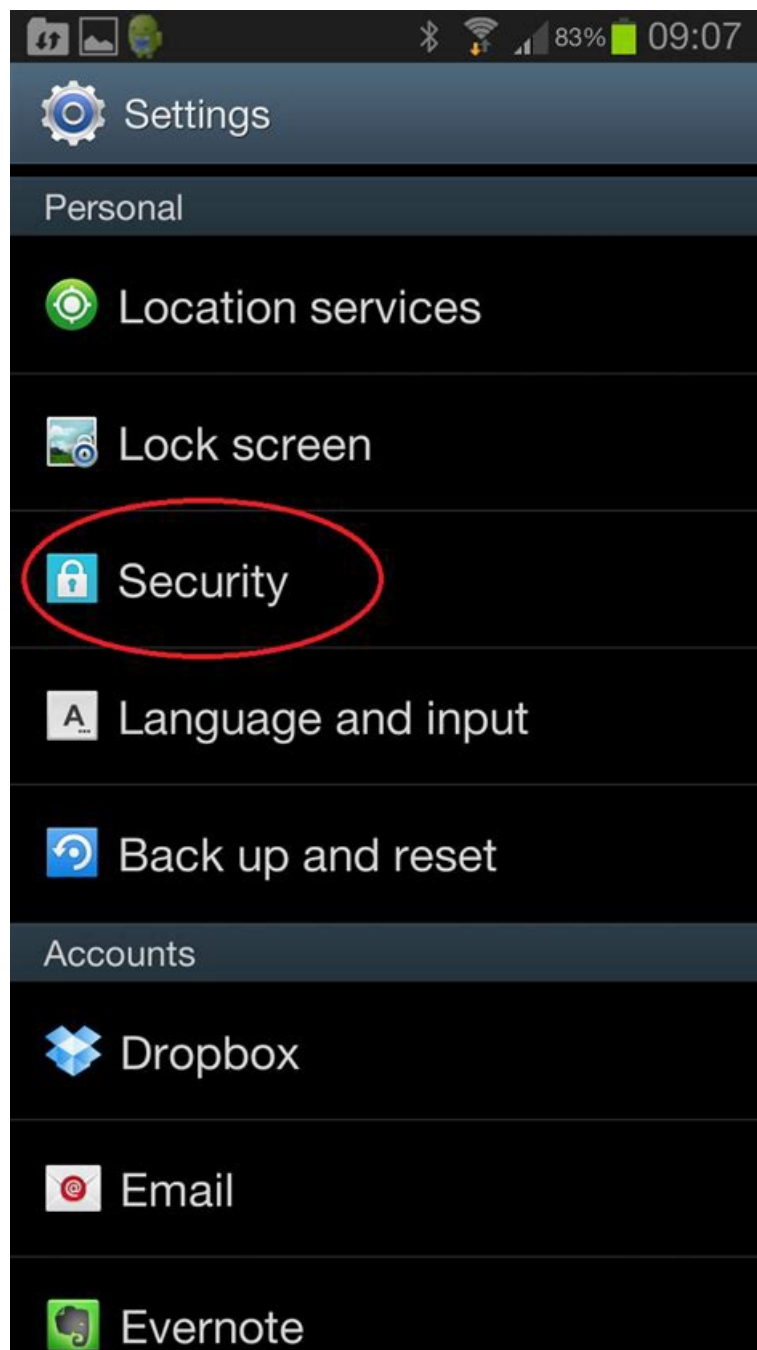 83% 09:07
Settings
Personal
Location services
Lock screen
Security
A...
Language and input
Back up and reset
Accounts
Dropbox
@
Email
Evernote